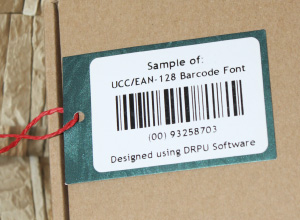 Sample of:
UCC/EAN-128 Barcode Font
(00) 93258703
Designed using DRPU Software